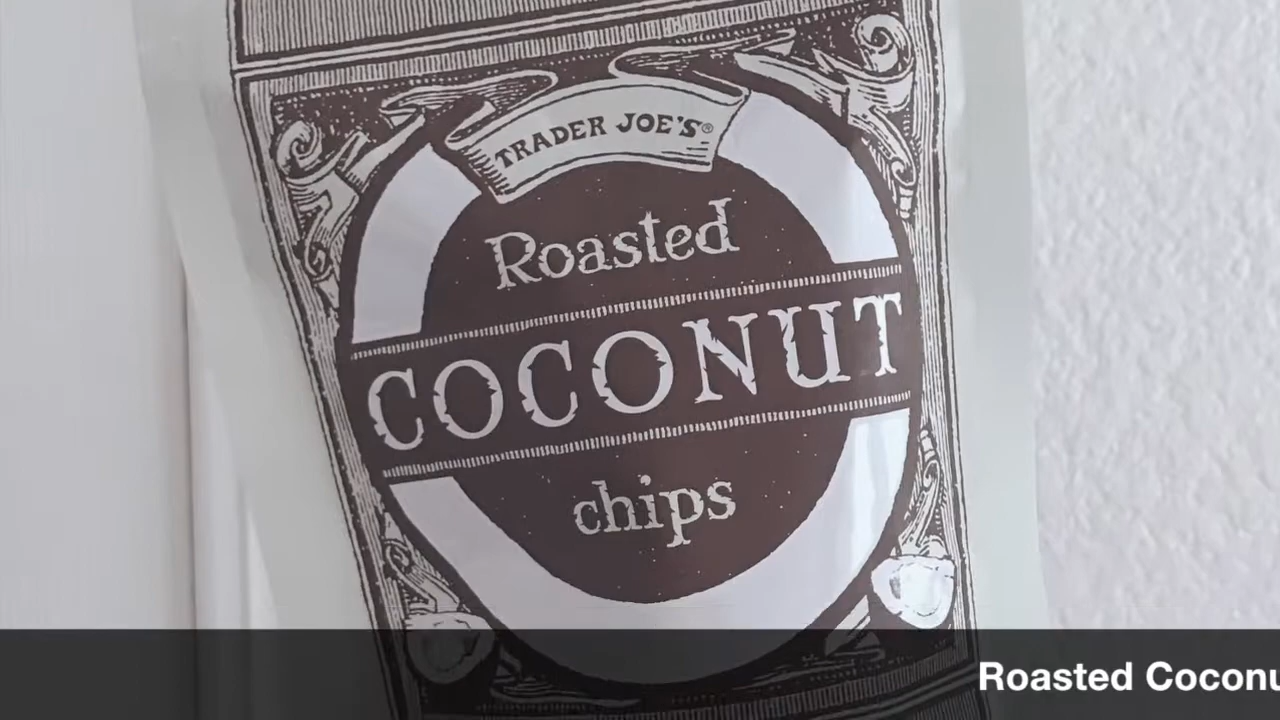 TRADER JOE'S®
Roasted
COCONUT
chips
Roasted Coconu